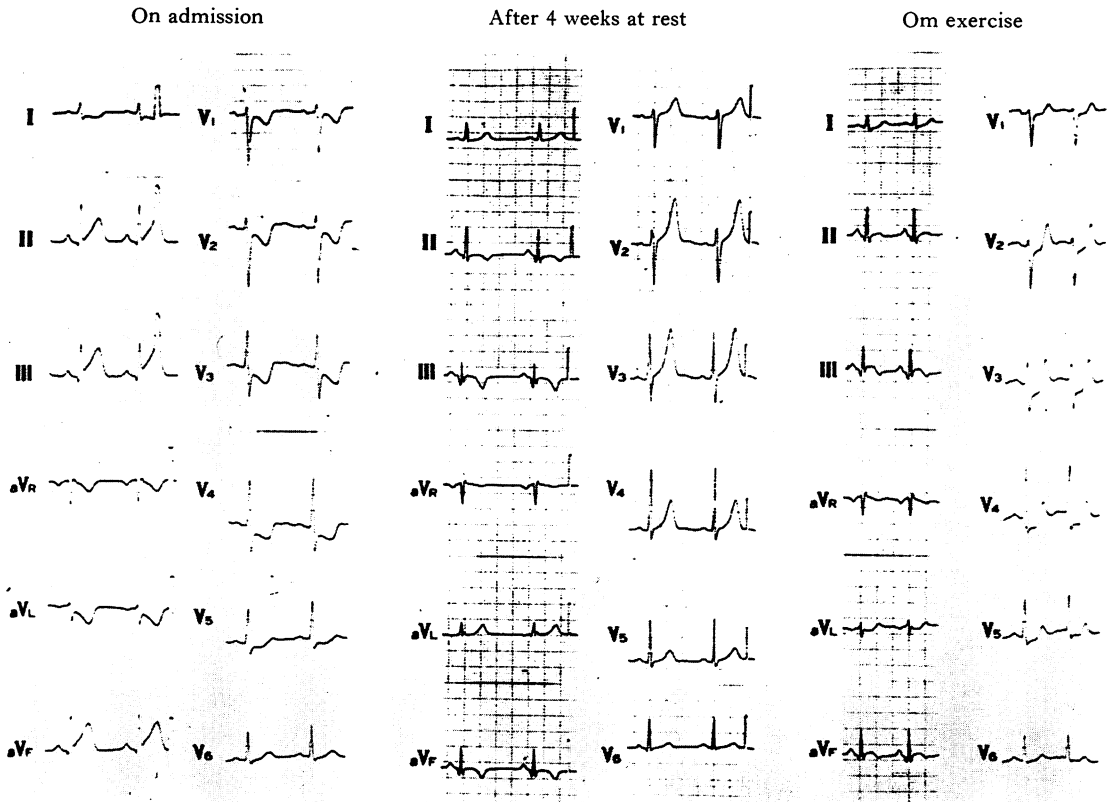 On admission
After 4 weeks at rest
Om exercise
I
V1
I
V1
I
V1
II
V2
II
V2
II
V2
III
V3
III
V3
III
V3
aVR
V4
aVR
V4
aVR
V4
aVL
V5
aVL
V5
aVL
V5
aVF
V6
aVF
V6
aVF
V6